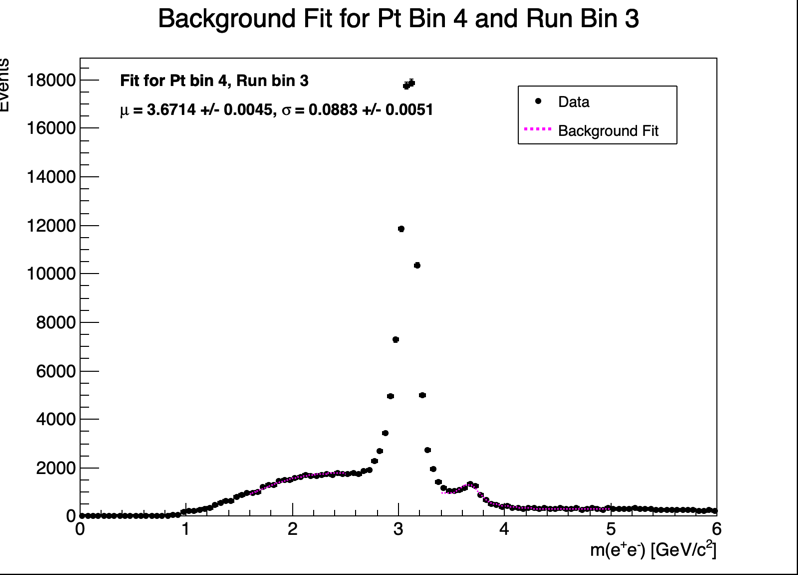 Background Fit for Pt Bin 4 and Run Bin 3
Events
Fit for Pt bin 4, Run bin 3
μ = 3.6714 +/- 0.0045, σ = 0.0883 +/- 0.0051
Data
Background Fit
18000
16000
14000
12000
10000
8000
6000
4000
2000
0
0 1 2 3 4 5 6
m(e⁺e⁻) [GeV/c²]